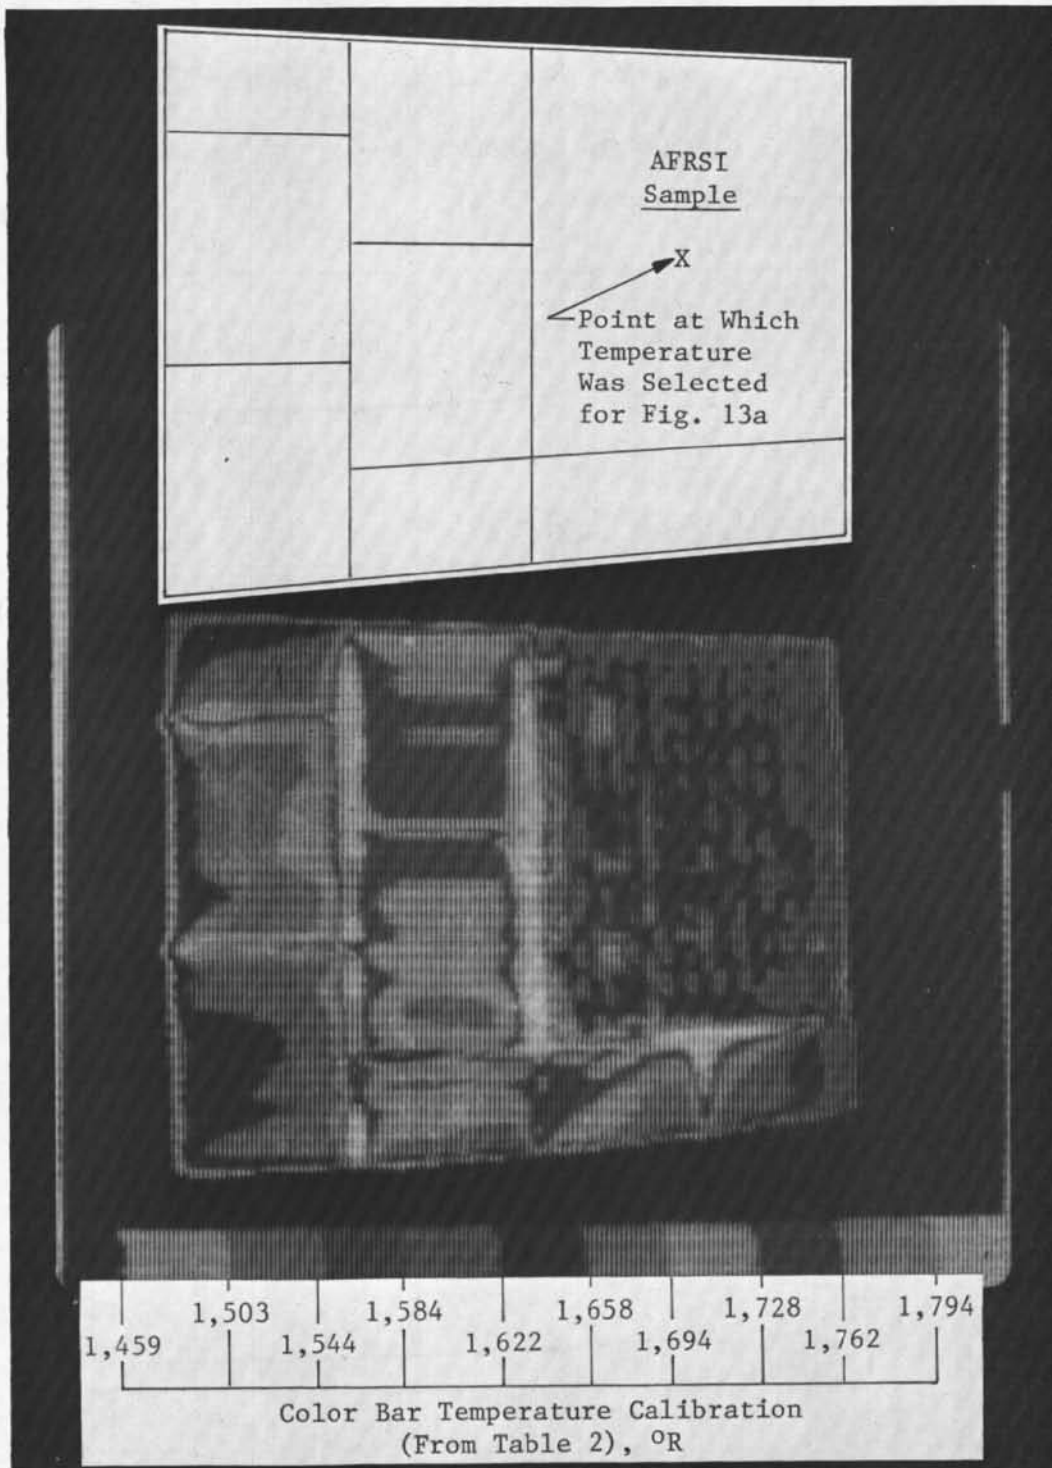 AFRSI
Sample
X
Point at Which
Temperature
Was Selected
for Fig. 13a
1,503 1,584 1,658 1,728 1,794
1,459 1,544 1,622 1,694 1,762
Color Bar Temperature Calibration
(From Table 2), °R